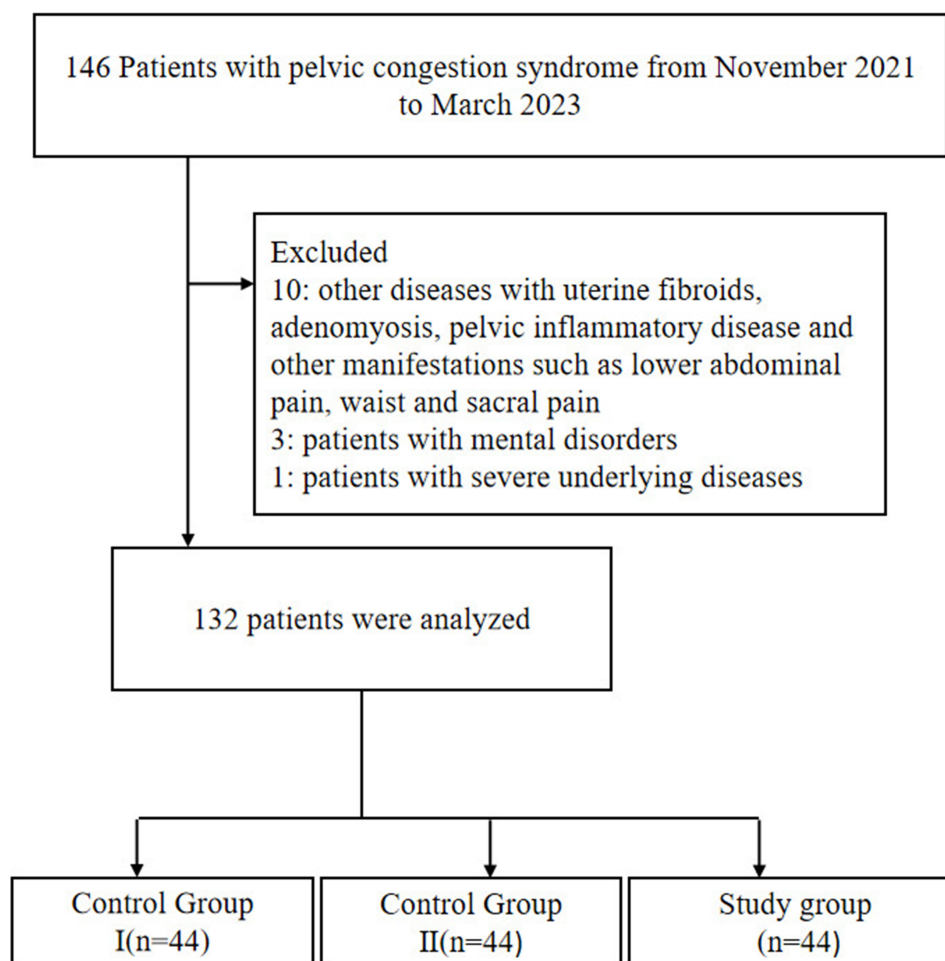 146 Patients with pelvic congestion syndrome from November 2021
to March 2023
Excluded
10: other diseases with uterine fibroids,
adenomyosis, pelvic inflammatory disease and
other manifestations such as lower abdominal
pain, waist and sacral pain
3: patients with mental disorders
1: patients with severe underlying diseases
132 patients were analyzed
Control Group
I(n=44)
Control Group
II(n=44)
Study group
(n=44)